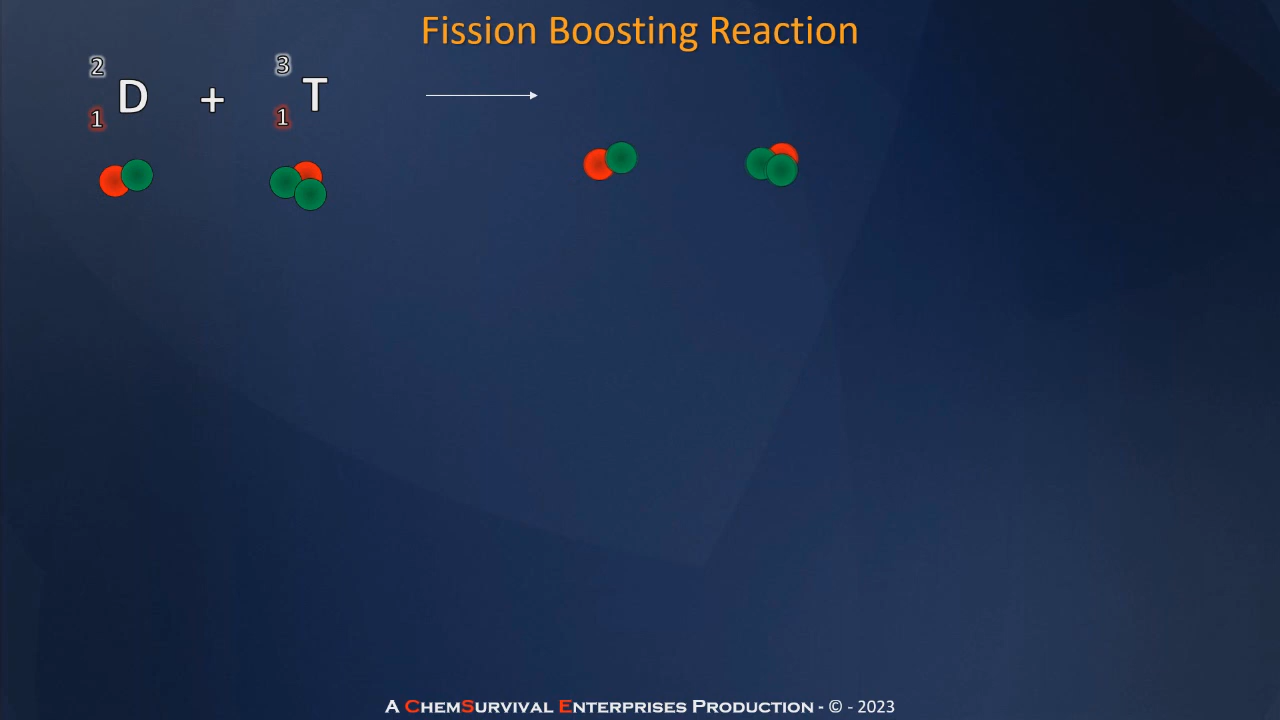 Fission Boosting Reaction
2 1 D + 3 1 T
A ChemSurvival Enterprises Production - © - 2023